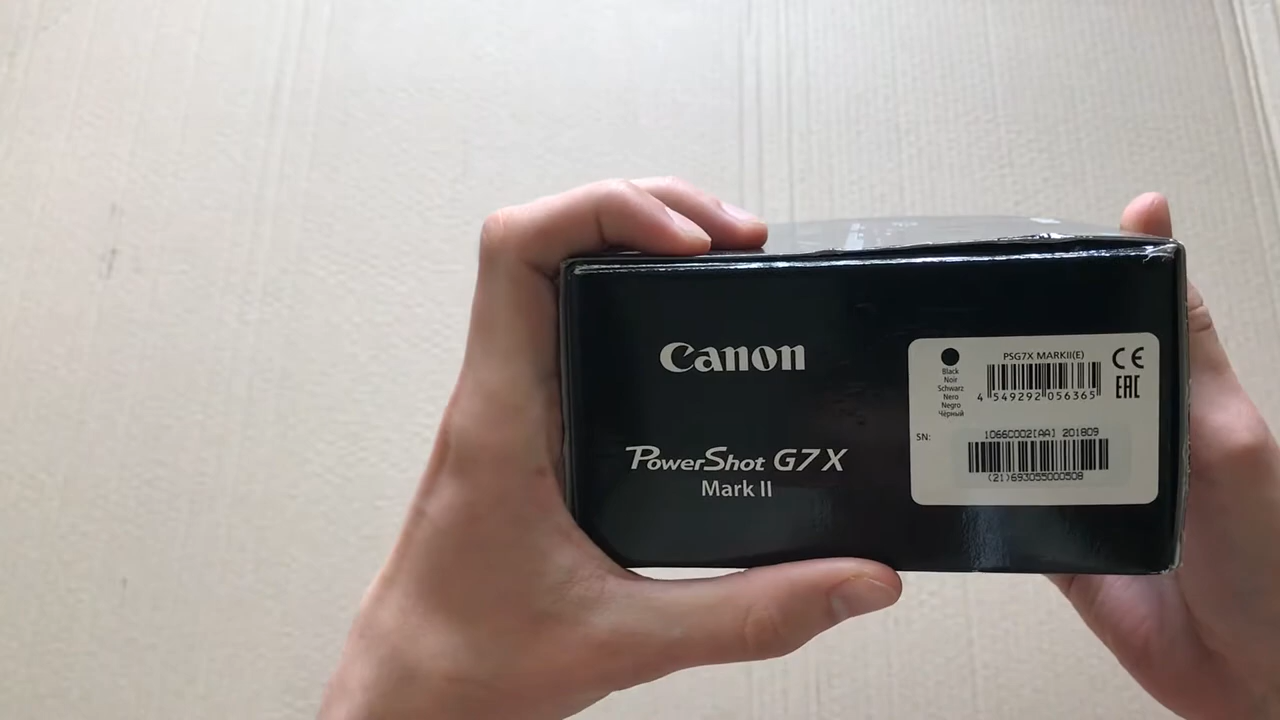 Canon
PowerShot G7 X
Mark II
PSG7X MARKII(E)
Black
Noir
Schwarz
Nero
Negro
Чёрный
4 549292 056365
CE
EAC
SN:
1066C002[AA] 201809
(21)693055000508